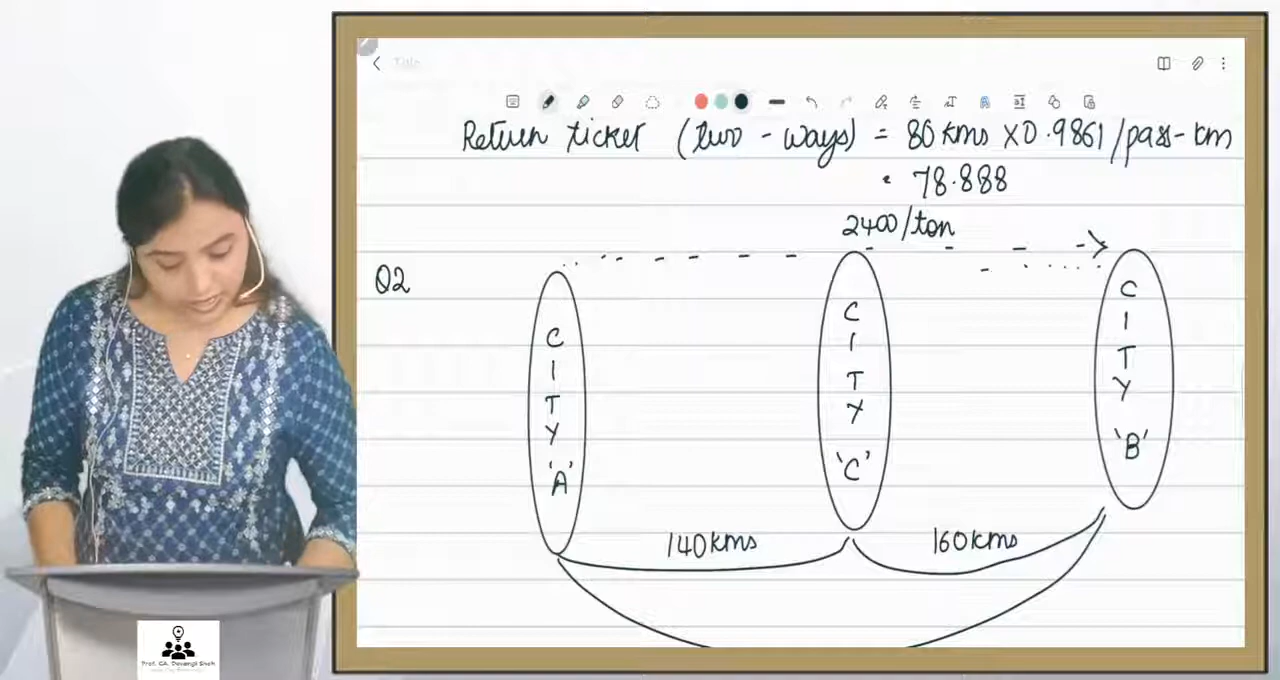 Title
Return ticket (two - ways) = 80 kms X 0.9861/pass-km
= 78.888
2400/ton
Q2
CITY 'A'
CITY 'C'
CITY 'B'
140kms
160kms
Prof. CA. Devangi Shah